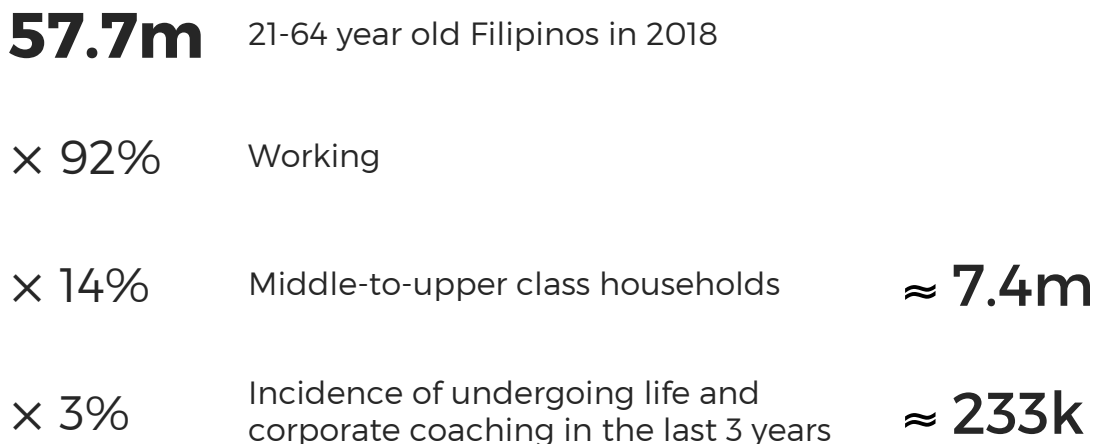 57.7m 21-64 year old Filipinos in 2018
× 92% Working
× 14% Middle-to-upper class households ≈ 7.4m
× 3% Incidence of undergoing life and
corporate coaching in the last 3 years ≈ 233k